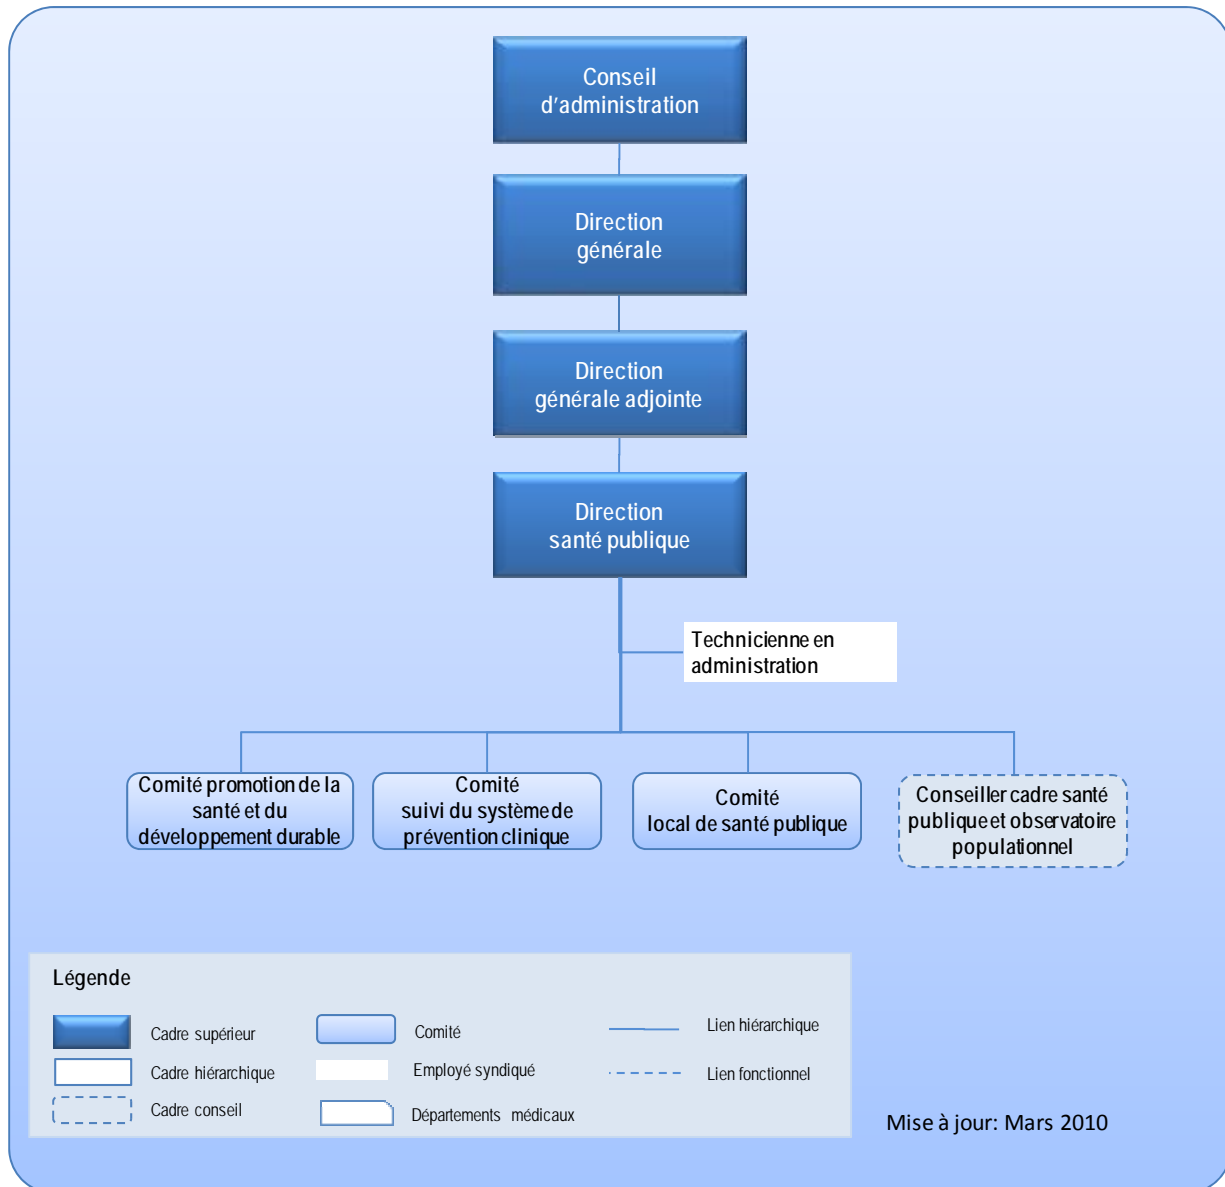 Conseil
d'administration
Direction
générale
Direction
générale adjointe
Direction
santé publique
Technicienne en
administration
Comité promotion de la
santé et du
développement durable
Comité
suivi du système de
prévention clinique
Comité
local de santé publique
Conseiller cadre santé
publique et observatoire
populationnel
Légende
Cadre supérieur
Comité
Lien hiérarchique
Cadre hiérarchique
Employé syndiqué
Lien fonctionnel
Cadre conseil
Départements médicaux
Mise à jour: Mars 2010